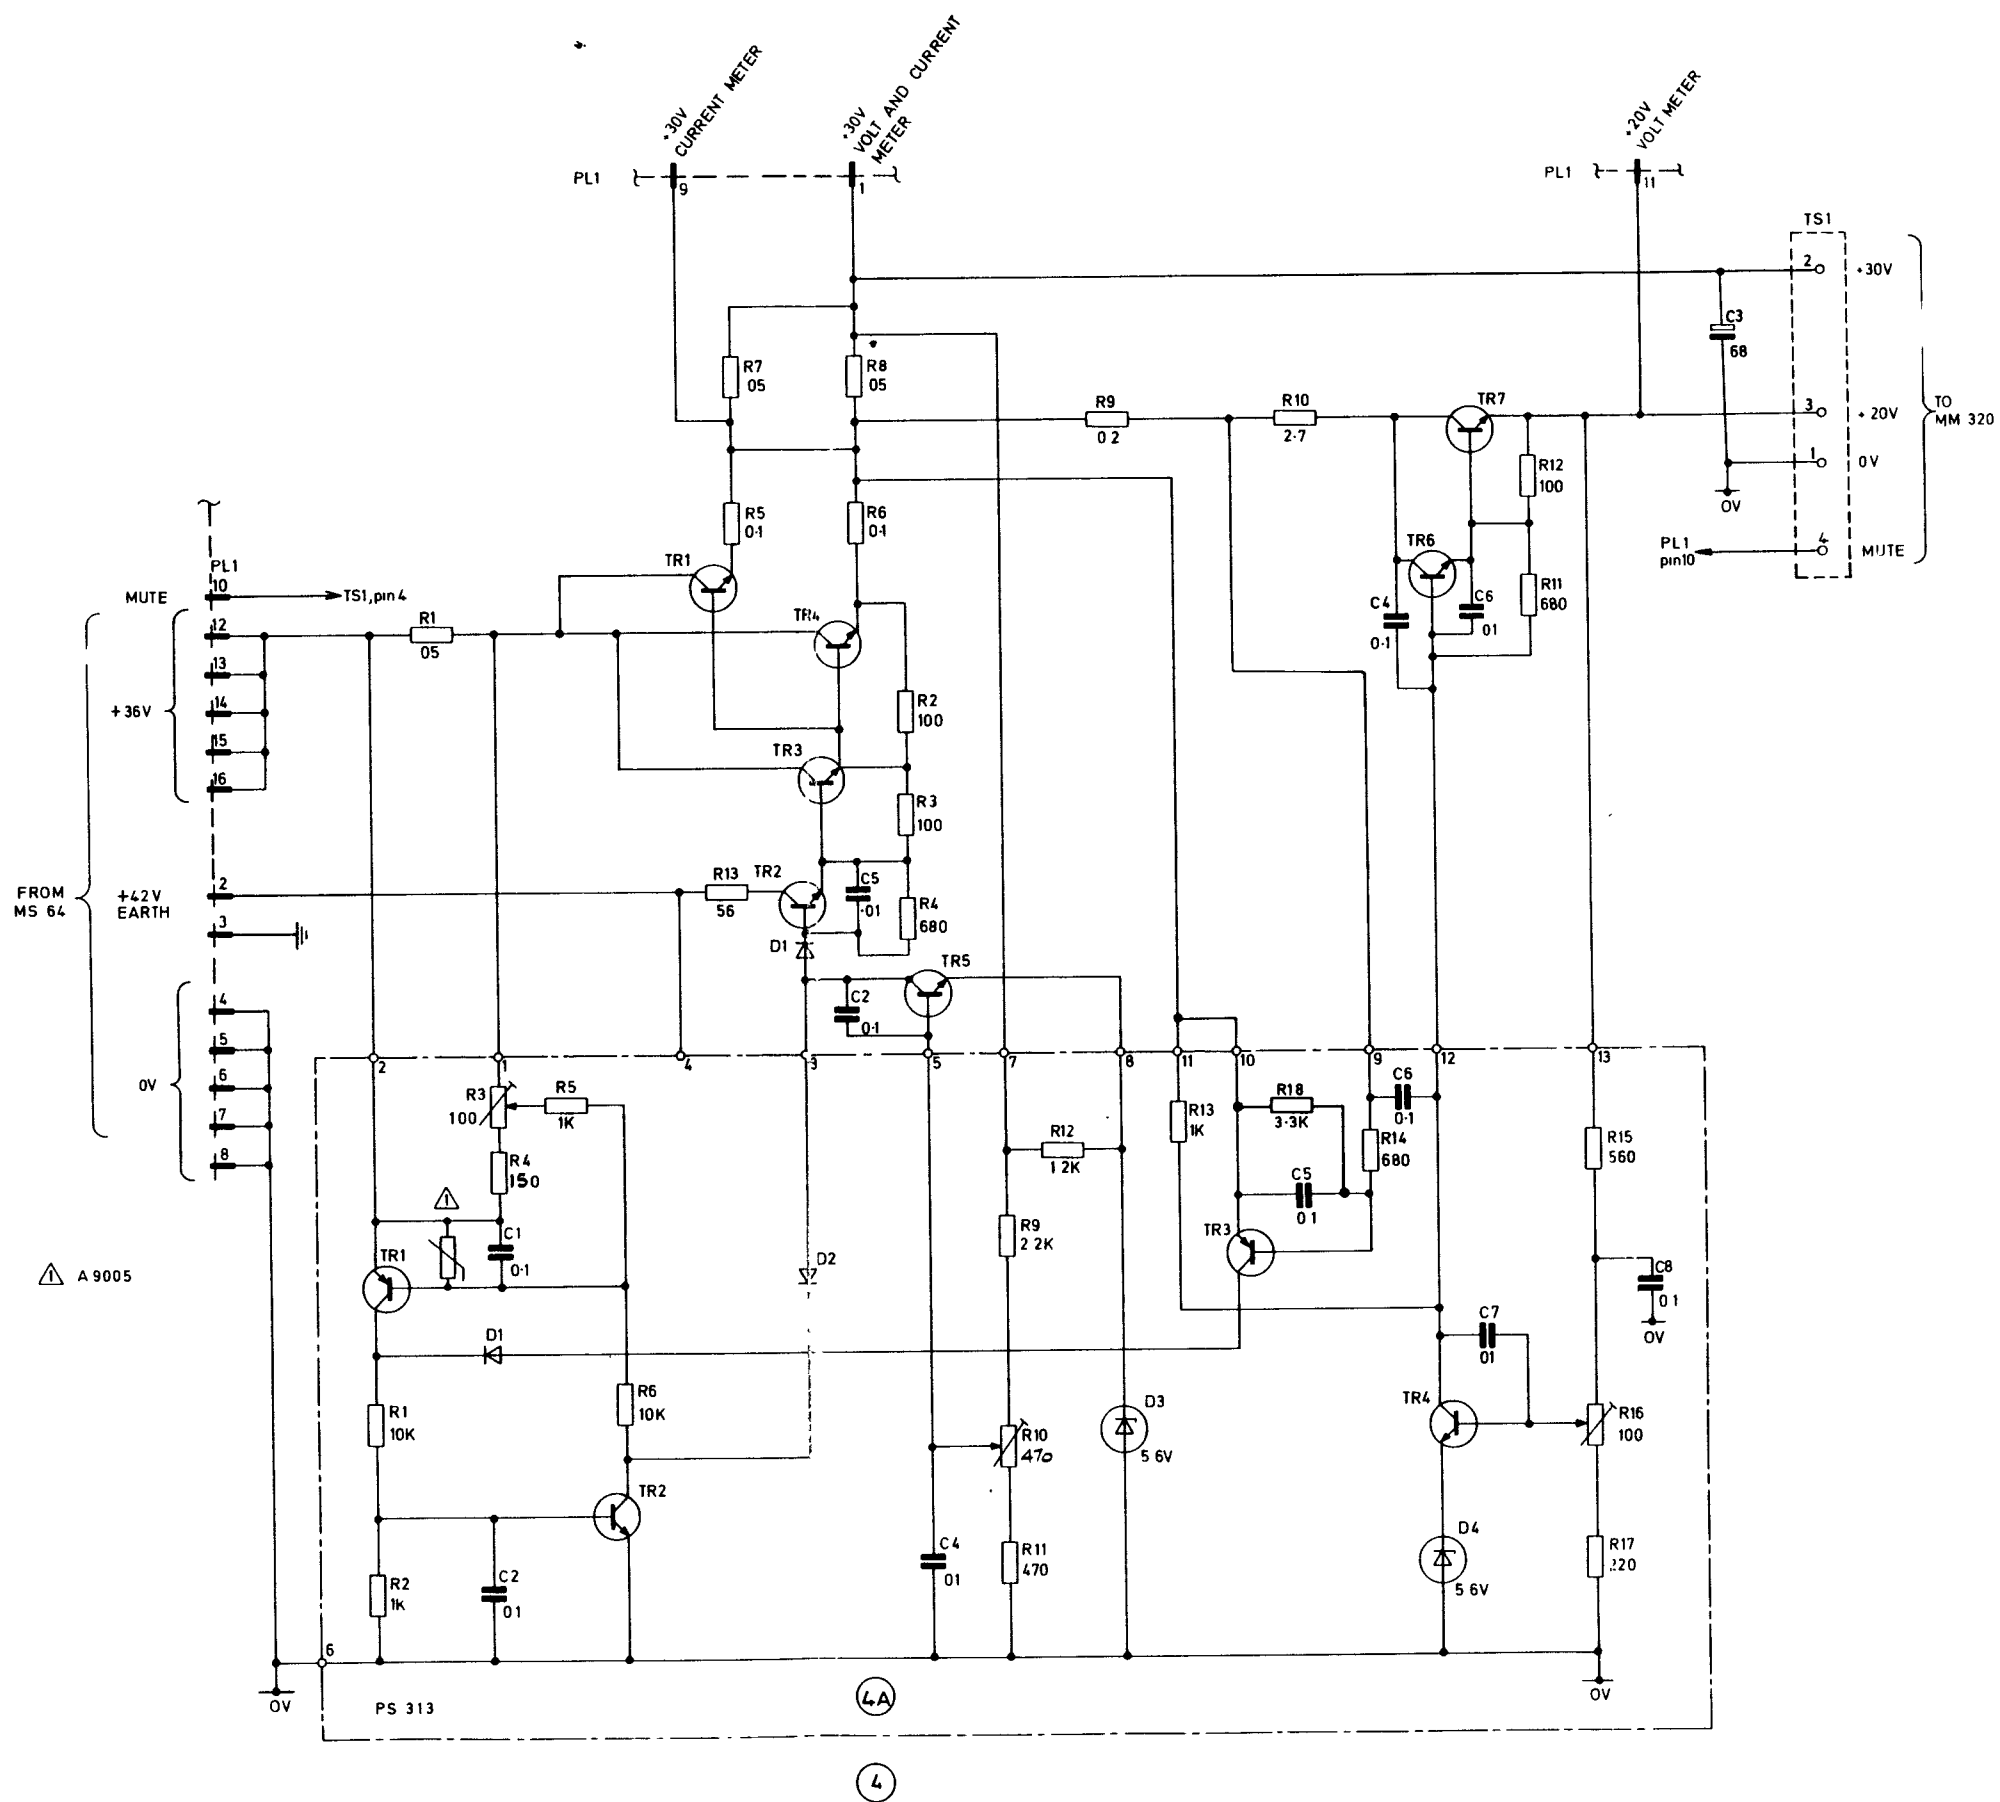 +30V
CURRENT METER
+30V
VOLT AND CURRENT
METER
+20V
VOLTMETER
PL1
9
1
PL1
11
TS1
2
+30V
C3
68
R7
05
R8
05
R9
0 2
R10
2·7
TR7
3
+ 20V
TO
MM 320
1
0V
R12
100
0V
R5
0·1
R6
0·1
TR6
PL1
pin10
4
MUTE
PL1
10
MUTE
TS1,pin 4
TR1
TR4
C4
0·1
C6
01
R11
680
12
R1
05
13
14
+36V
15
16
R2
100
TR3
R3
100
FROM
MS 64
+42V
EARTH
2
3
R13
56
TR2
C5
·01
R4
680
D1
TR5
C2
0·1
0V
4
5
6
7
8
2
1
4
3
5
7
8
11
10
9
12
13
R3
100
R5
1K
R4
150
C1
0·1
1
TR1
1
A 9005
D2
D1
R1
10K
R6
10K
TR2
R2
1K
C2
01
R12
1 2K
R9
2 2K
R10
470
R11
470
C4
01
D3
5 6V
R13
1K
R18
3·3K
C6
0·1
R14
680
C5
0 1
TR3
R15
560
C8
0 1
0V
C7
01
TR4
R16
100
D4
5 6V
R17
220
6
0V
PS 313
4A
0V
4